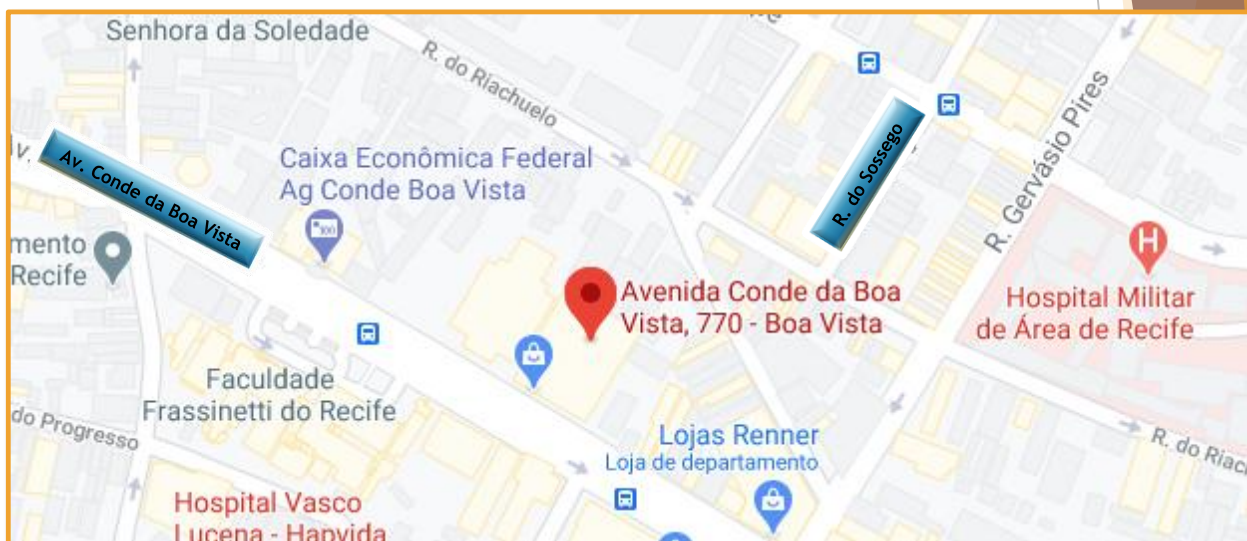 Senhora da Soledade
R. do Riachuelo
Av. Conde da Boa Vista
Caixa Econômica Federal
Ag Conde Boa Vista
R. do Sossego
R. Gervásio Pires
mento
Recife
H
Avenida Conde da Boa
Vista, 770 - Boa Vista
Hospital Militar
de Área de Recife
Faculdade
Frassinetti do Recife
do Progresso
Lojas Renner
Loja de departamento
R. do Riac
Hospital Vasco
Lucena - Hapvida